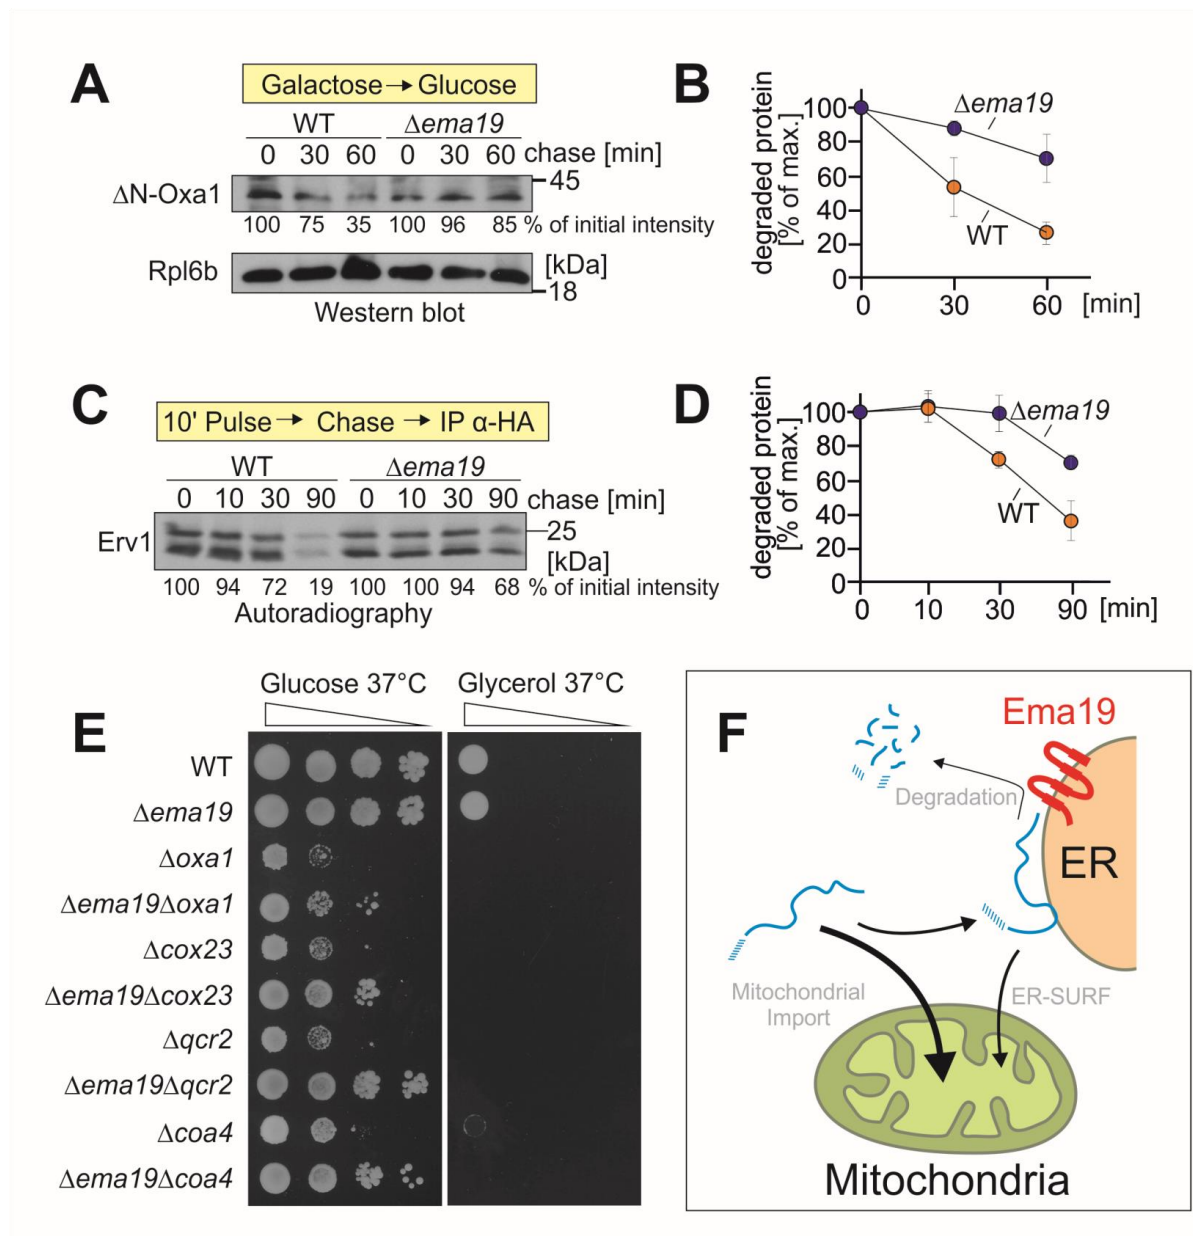 A
Galactose → Glucose
WT Δema19
0 30 60 0 30 60 chase [min]
ΔN-Oxa1
45
100 75 35 100 96 85 % of initial intensity
Rpl6b
[kDa]
18
Western blot
B
degraded protein
[% of max.]
100
80
60
40
20
0
Δema19
WT
0 30 60 [min]
C
10' Pulse → Chase → IP α-HA
WT Δema19
0 10 30 90 0 10 30 90 chase [min]
Erv1
25
[kDa]
100 94 72 19 100 100 94 68 % of initial intensity
Autoradiography
D
degraded protein
[% of max.]
100
80
60
40
20
0
Δema19
WT
0 10 30 90 [min]
E
Glucose 37°C Glycerol 37°C
WT
Δema19
Δoxa1
Δema19Δoxa1
Δcox23
Δema19Δcox23
Δqcr2
Δema19Δqcr2
Δcoa4
Δema19Δcoa4
F
Ema19
Degradation
ER
Mitochondrial
Import
ER-SURF
Mitochondria